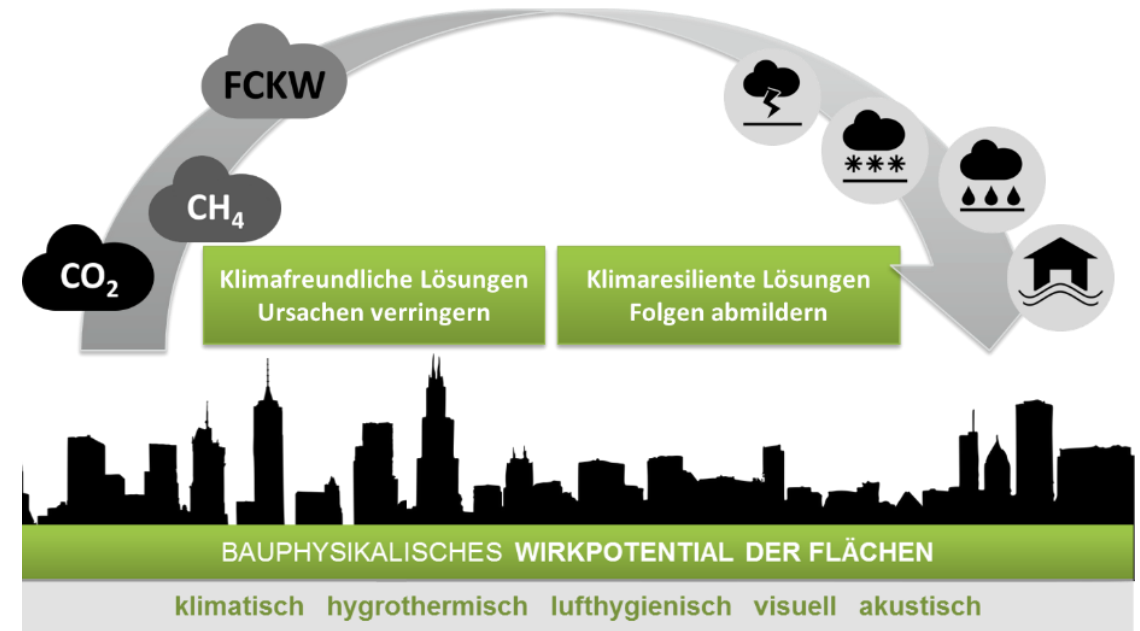 FCKW
CH₄
CO₂
Klimafreundliche Lösungen
Ursachen verringern
Klimaresiliente Lösungen
Folgen abmildern
BAUPHYSIKALISCHES WIRKPOTENTIAL DER FLÄCHEN
klimatisch hygrothermisch lufthygienisch visuell akustisch